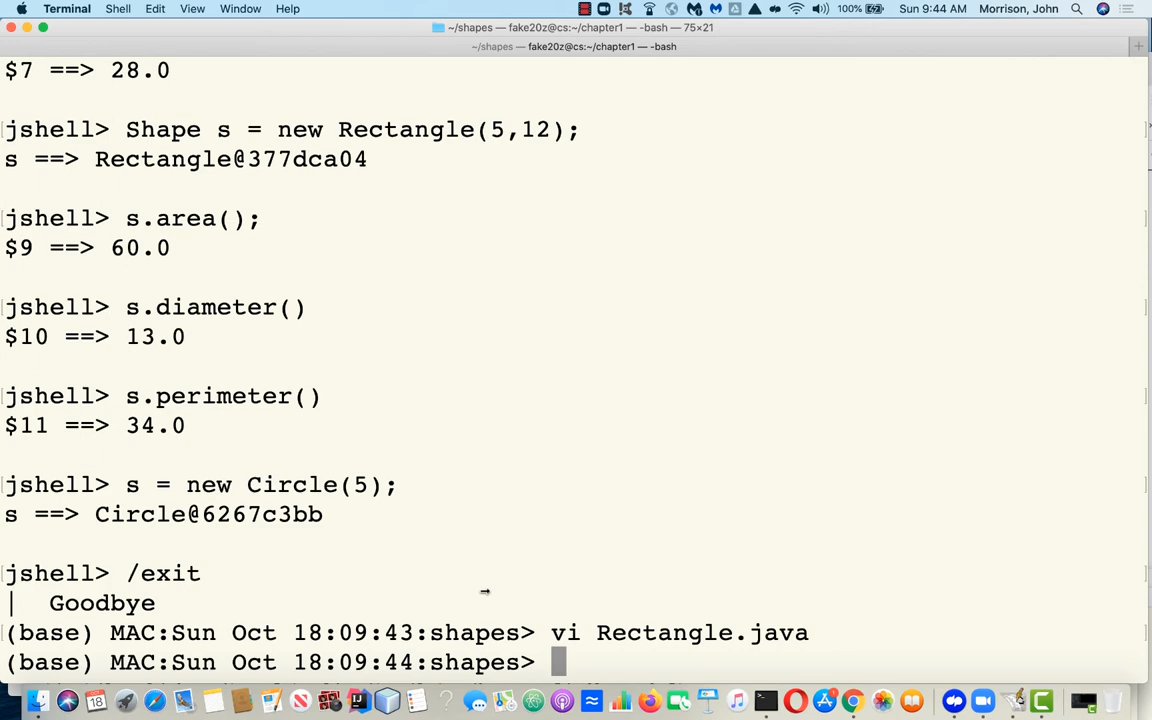 Terminal Shell Edit View Window Help 100% Sun 9:44 AM Morrison, John
~/shapes — fake20z@cs:~/chapter1 — -bash — 75×21
~/shapes — fake20z@cs:~/chapter1 — -bash
$7 ==> 28.0
jshell> Shape s = new Rectangle(5,12);
s ==> Rectangle@377dca04
jshell> s.area();
$9 ==> 60.0
jshell> s.diameter()
$10 ==> 13.0
jshell> s.perimeter()
$11 ==> 34.0
jshell> s = new Circle(5);
s ==> Circle@6267c3bb
jshell> /exit
| Goodbye
(base) MAC:Sun Oct 18:09:43:shapes> vi Rectangle.java
(base) MAC:Sun Oct 18:09:44:shapes>
18